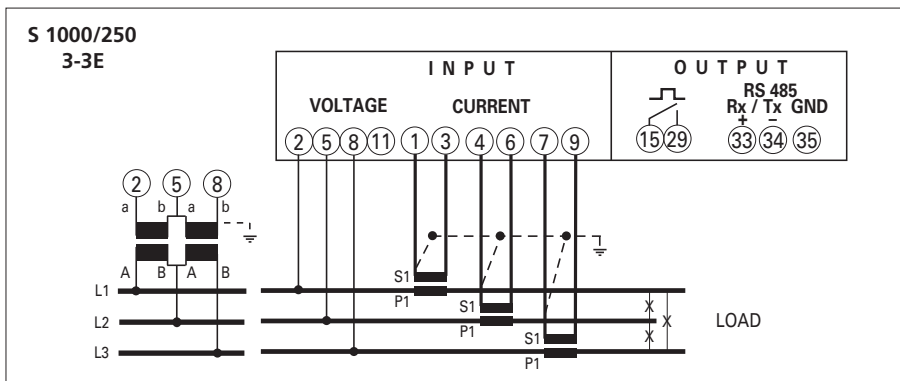 S 1000/250
3-3E
I N P U T
O U T P U T
VOLTAGE CURRENT
RS 485
Rx / Tx GND
+ –
2 5 8 11 1 3 4 6 7 9
15 29 33 34 35
2 5 8
a b a b
A B A B
S1
P1
S1
P1
S1
P1
L1
L2
L3
X
X
X
LOAD